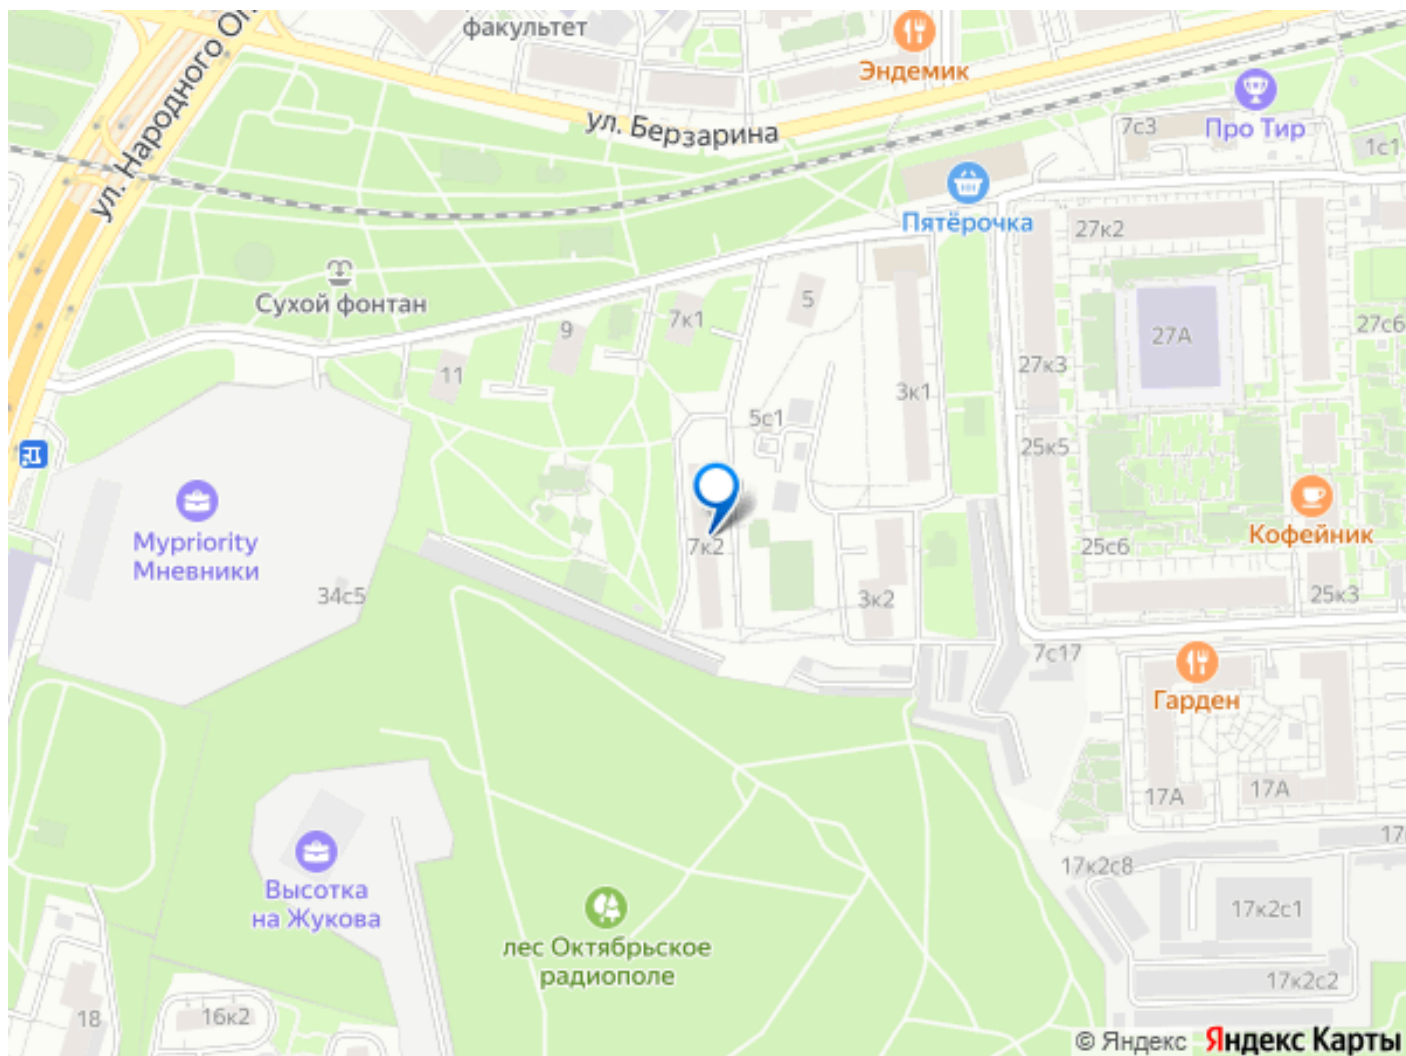 факультет
Эндемик
ул. Народного Оп
ул. Берзарина
Про Тир
7с3
1с1
Пятёрочка
27к2
Сухой фонтан
5
7к1
9
27А
27с6
11
27к3
3к1
5с1
25к5
Mypriority
Мневники
Кофейник
7к2
25с6
34с5
3к2
25к3
7с17
Гарден
17А
17А
17
17к2с8
Высотка
на Жукова
17к2с1
лес Октябрьское
радиополе
17к2с2
18
16к2
© Яндекс Яндекс Карты